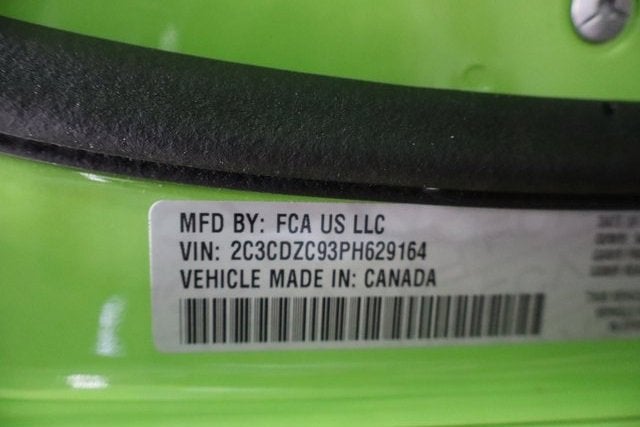 MFD BY: FCA US LLC
VIN: 2C3CDZC93PH629164
VEHICLE MADE IN: CANADA